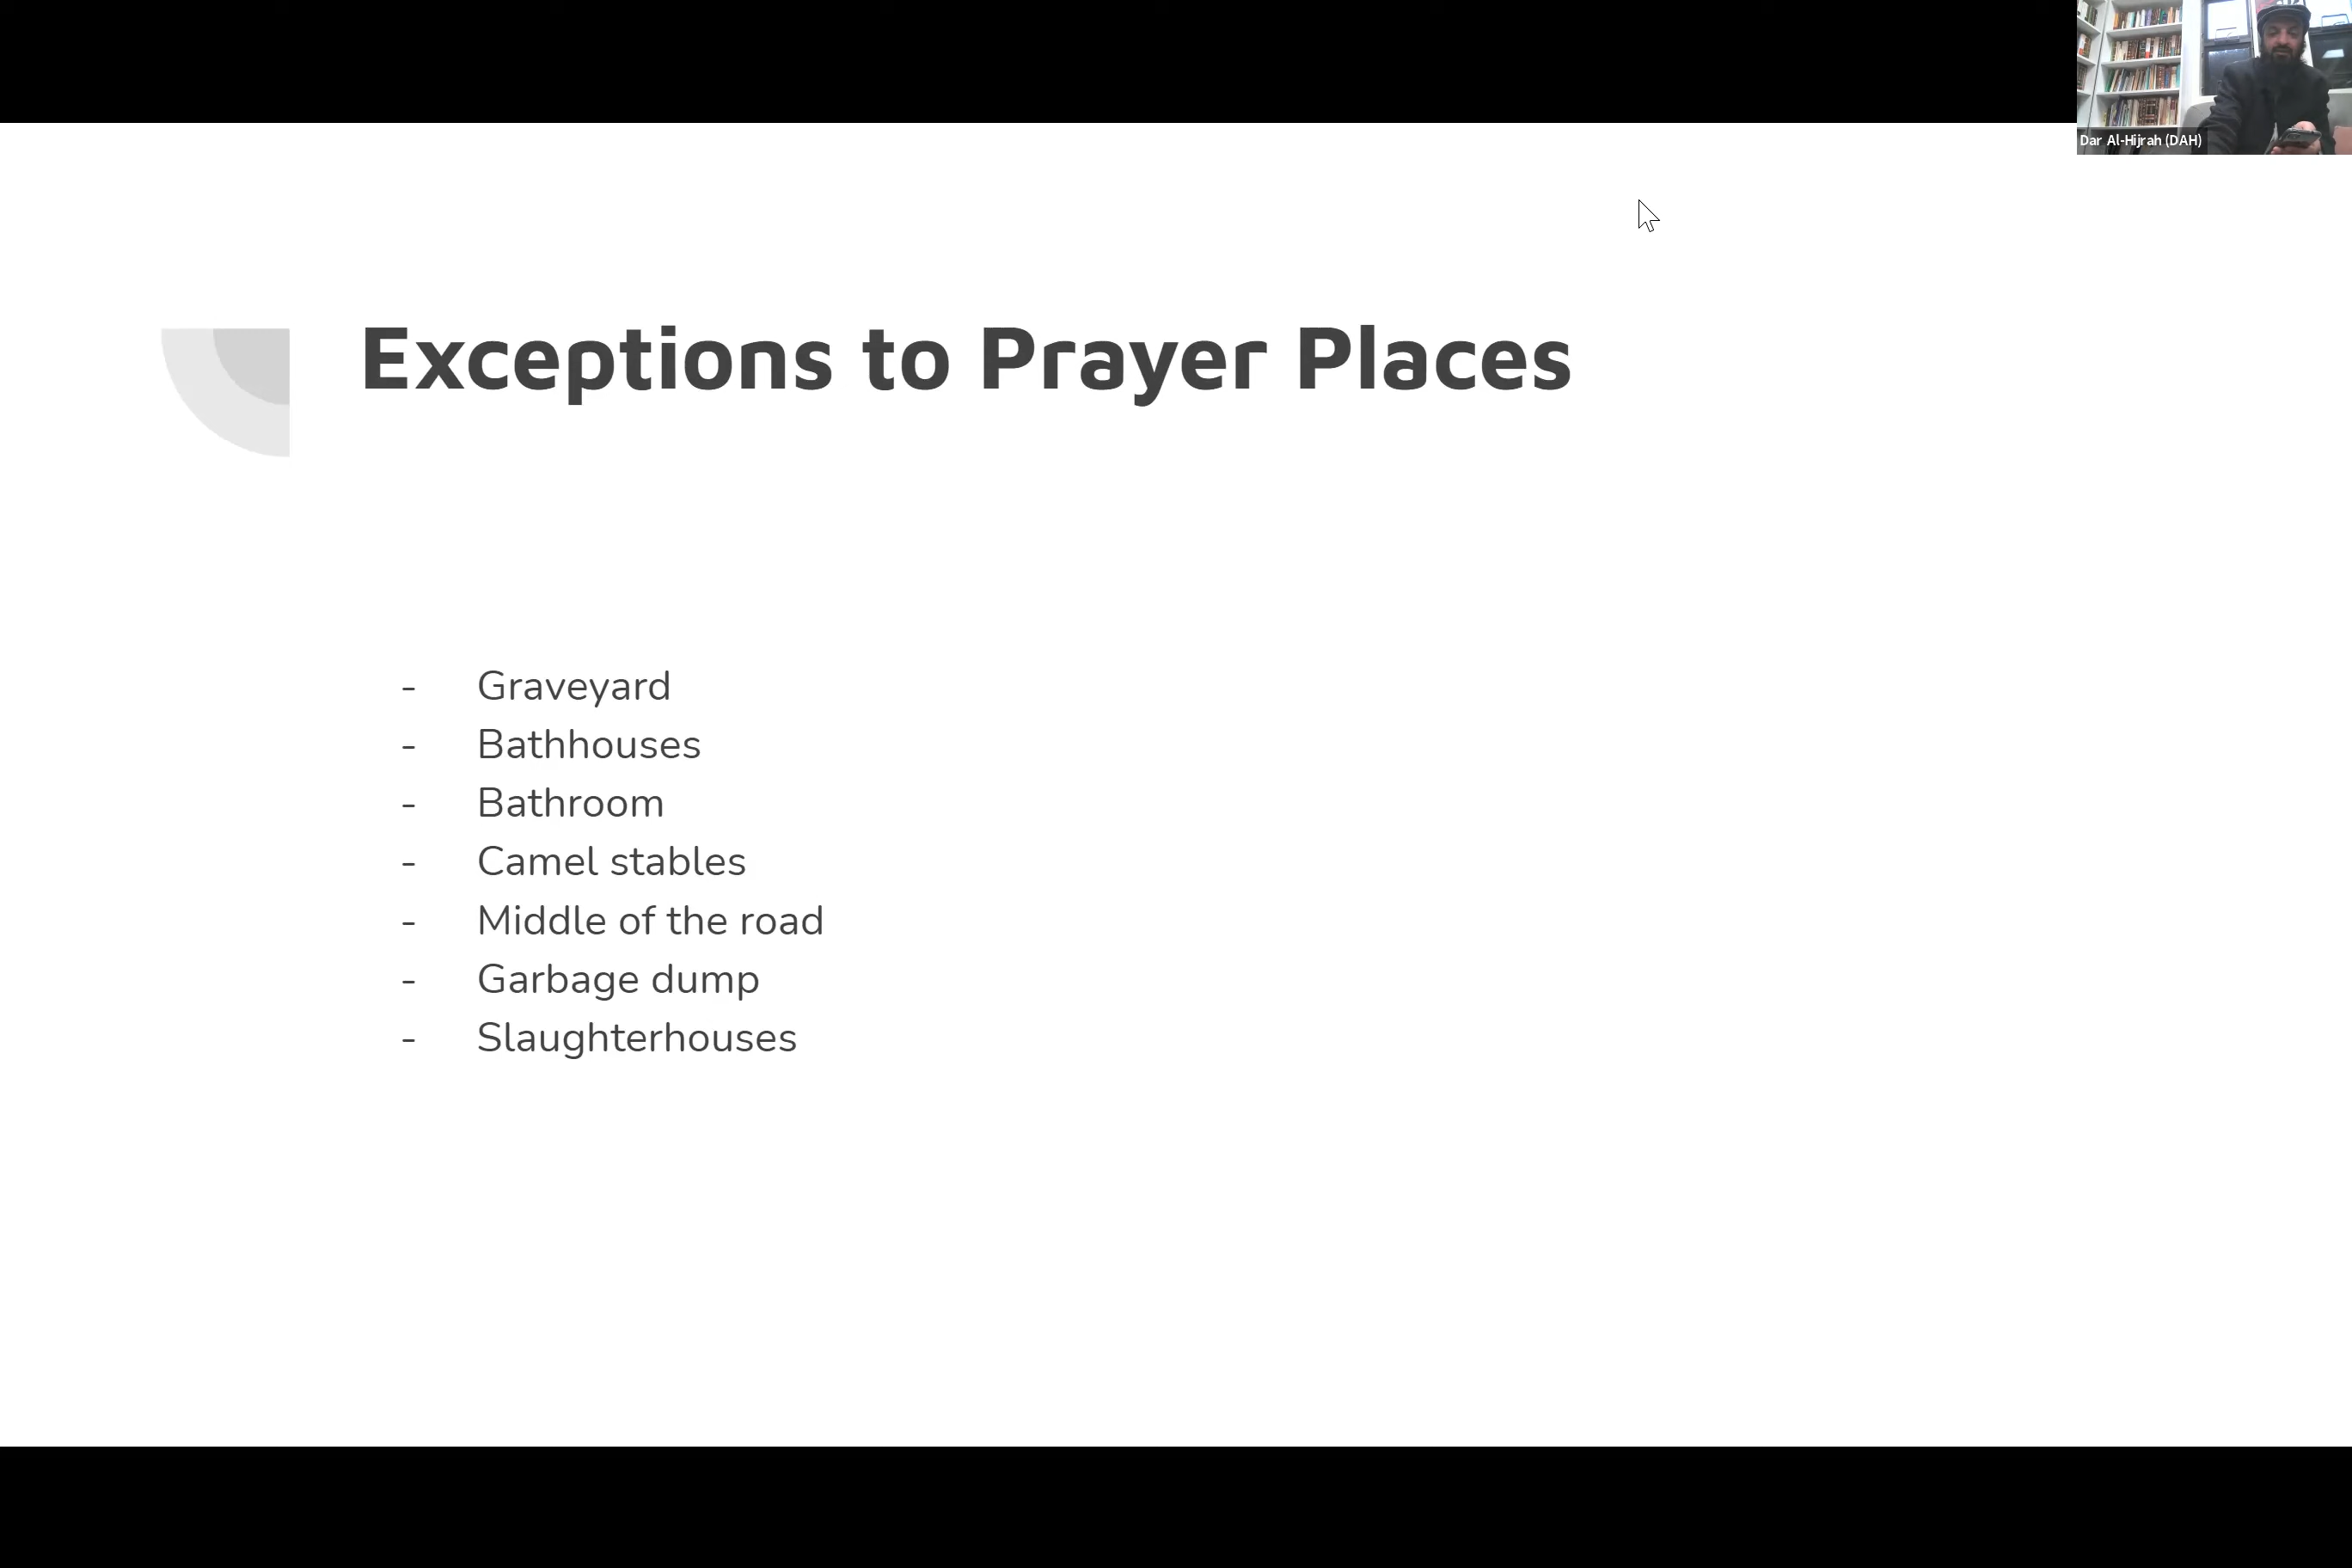 Dar Al-Hijrah (DAH)
Exceptions to Prayer Places
- Graveyard
- Bathhouses
- Bathroom
- Camel stables
- Middle of the road
- Garbage dump
- Slaughterhouses